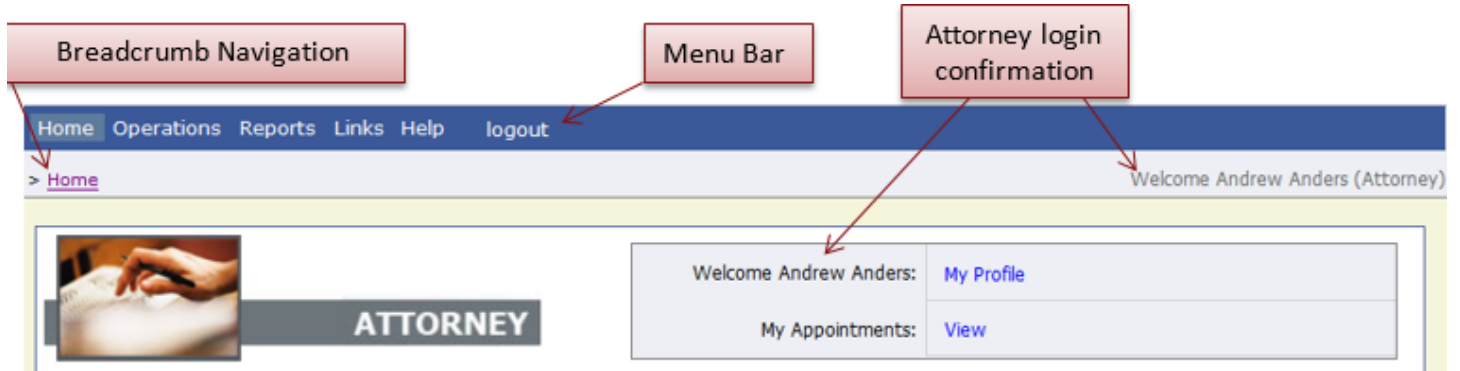 Breadcrumb Navigation
Menu Bar
Attorney login
confirmation
Home Operations Reports Links Help logout
> Home
Welcome Andrew Anders (Attorney)
ATTORNEY
Welcome Andrew Anders: My Profile
My Appointments: View